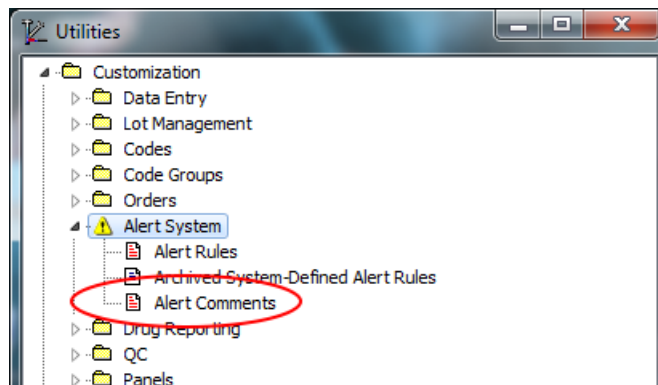 Utilities
Customization
Data Entry
Lot Management
Codes
Code Groups
Orders
Alert System
Alert Rules
Archived System-Defined Alert Rules
Alert Comments
Drug Reporting
QC
Panels